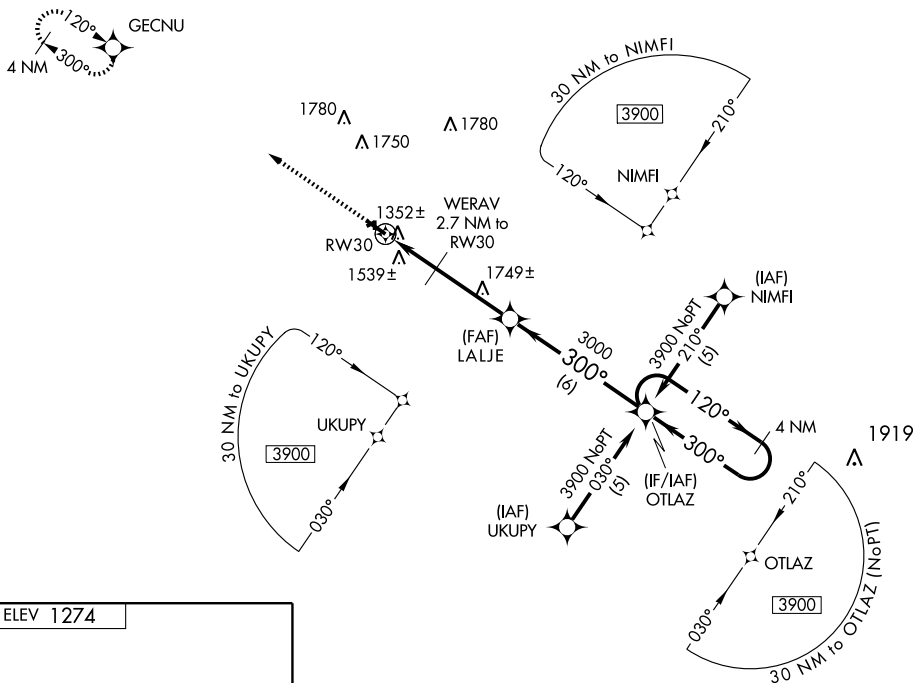 120°
GECNU
300°
4 NM
30 NM to NIMFI
3900
210°
120°
NIMFI
1780
1750
1780
1352±
RW30
WERAV
2.7 NM to
RW30
1539±
1749±
(FAF)
LALJE
3000
300°
(6)
(IAF)
NIMFI
3900 NoPT
210°
(5)
30 NM to UKUPY
120°
UKUPY
3900
030°
120°
4 NM
300°
1919
(IF/IAF)
OTLAZ
3900 NoPT
030°
(5)
(IAF)
UKUPY
210°
OTLAZ
3900
030°
30 NM to OTLAZ (NoPT)
ELEV 1274